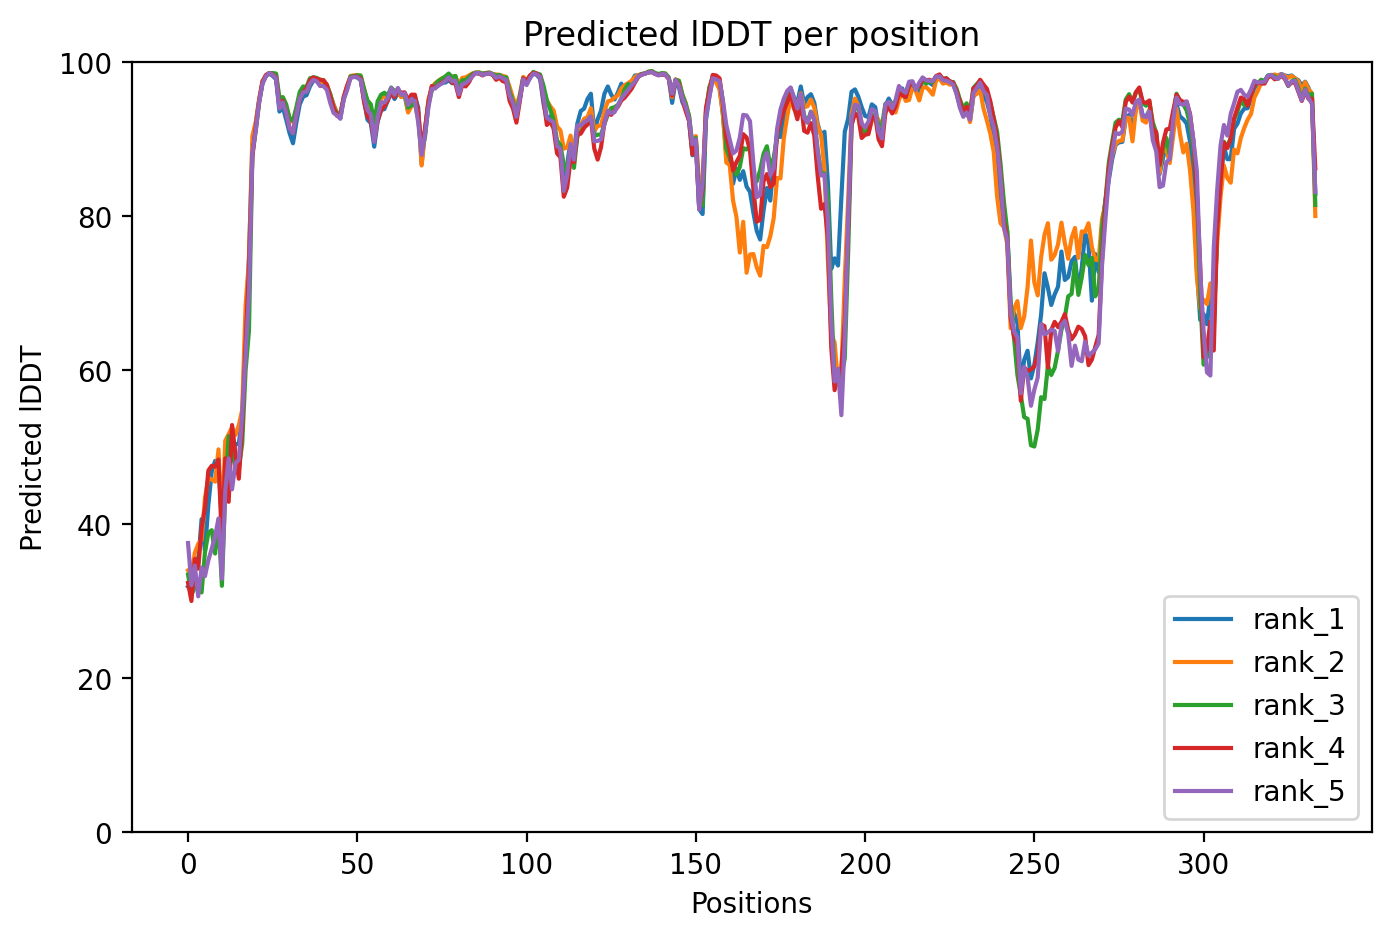 Predicted lDDT per position
100
80
60
40
20
0
Predicted lDDT
0 50 100 150 200 250 300
Positions
rank_1
rank_2
rank_3
rank_4
rank_5